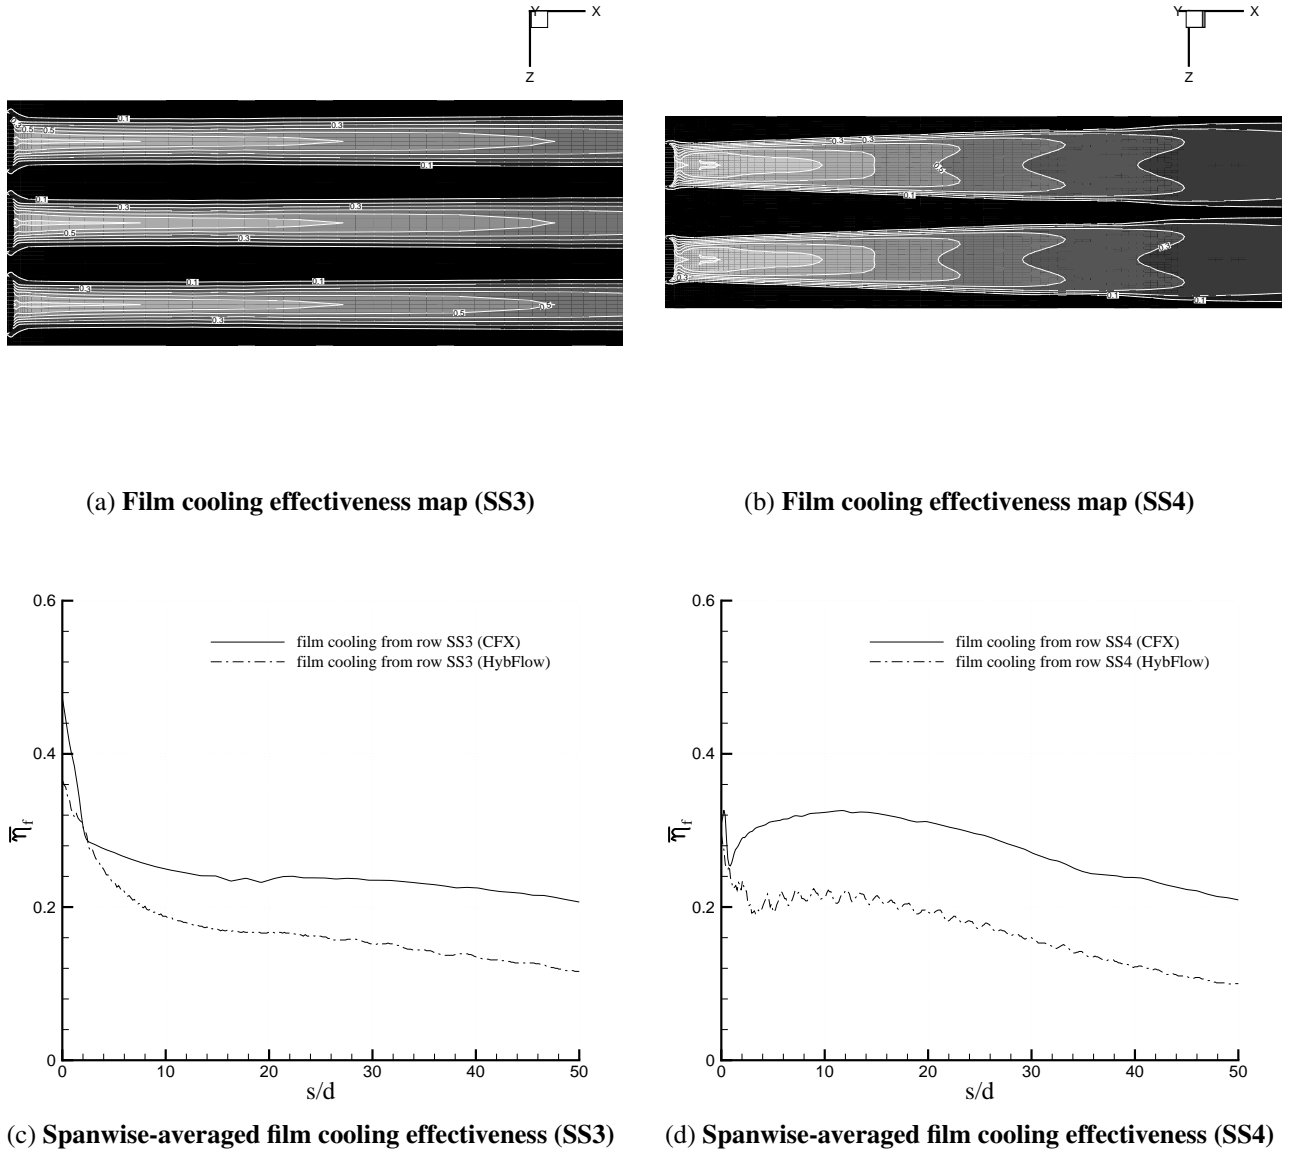 Y X
Z
Y X
Z
0.1
0.3
0.5
0.5
0.1
0.1
0.3
0.3
0.5
0.3
0.1
0.1
0.3
0.3
0.5
0.5
0.3
0.3
0.5
0.1
0.3
0.3
0.1
0.1
(a) Film cooling effectiveness map (SS3)
(b) Film cooling effectiveness map (SS4)
0.6
0.4
0.2
0
η̅f
film cooling from row SS3 (CFX)
film cooling from row SS3 (HybFlow)
0 10 20 30 40 50
s/d
0.6
0.4
0.2
0
η̅f
film cooling from row SS4 (CFX)
film cooling from row SS4 (HybFlow)
0 10 20 30 40 50
s/d
(c) Spanwise-averaged film cooling effectiveness (SS3)
(d) Spanwise-averaged film cooling effectiveness (SS4)